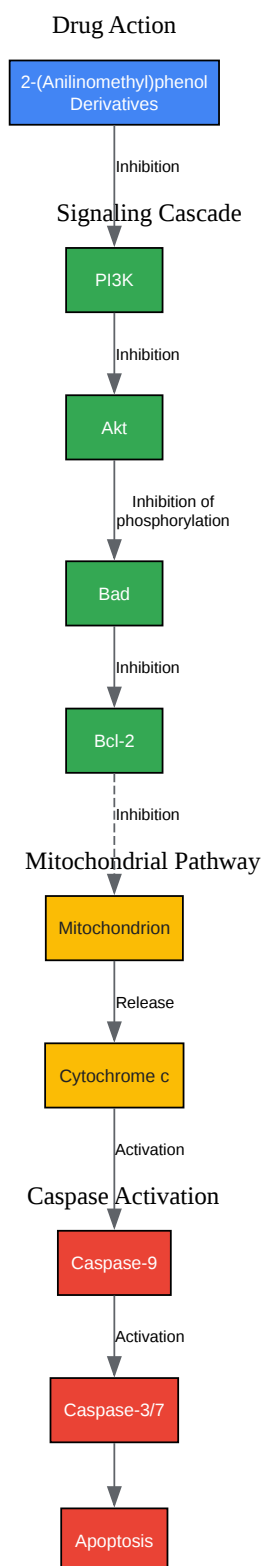 Drug Action
2-(Anilinomethyl)phenol
Derivatives
Inhibition
Signaling Cascade
PI3K
Inhibition
Akt
Inhibition of
phosphorylation
Bad
Inhibition
Bcl-2
Inhibition
Mitochondrial Pathway
Mitochondrion
Release
Cytochrome c
Activation
Caspase Activation
Caspase-9
Activation
Caspase-3/7
Apoptosis